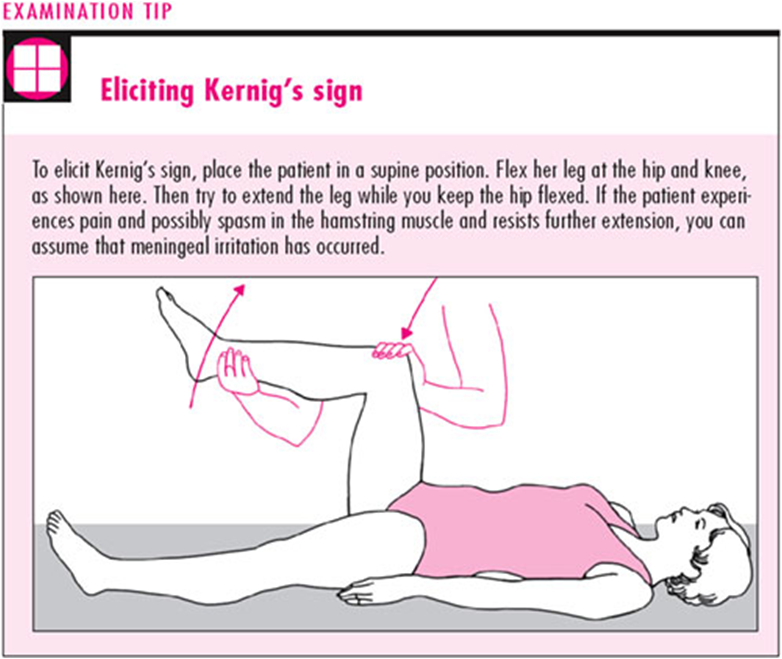 EXAMINATION TIP
Eliciting Kernig’s sign
To elicit Kernig’s sign, place the patient in a supine position. Flex her leg at the hip and knee,
as shown here. Then try to extend the leg while you keep the hip flexed. If the patient experi-
ences pain and possibly spasm in the hamstring muscle and resists further extension, you can
assume that meningeal irritation has occurred.